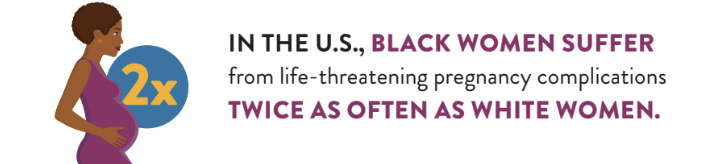 2x
IN THE U.S., BLACK WOMEN SUFFER
from life-threatening pregnancy complications
TWICE AS OFTEN AS WHITE WOMEN.